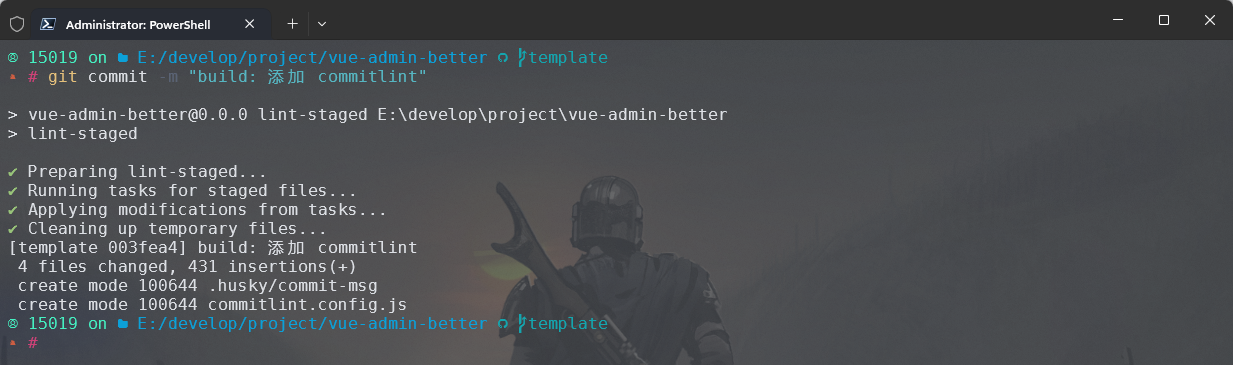 Administrator: PowerShell
15019 on E:/develop/project/vue-admin-better template
# git commit -m "build: 添加 commitlint"
> vue-admin-better@0.0.0 lint-staged E:\develop\project\vue-admin-better
> lint-staged
✔ Preparing lint-staged...
✔ Running tasks for staged files...
✔ Applying modifications from tasks...
✔ Cleaning up temporary files...
[template 003fea4] build: 添加 commitlint
4 files changed, 431 insertions(+)
create mode 100644 .husky/commit-msg
create mode 100644 commitlint.config.js
15019 on E:/develop/project/vue-admin-better template
#